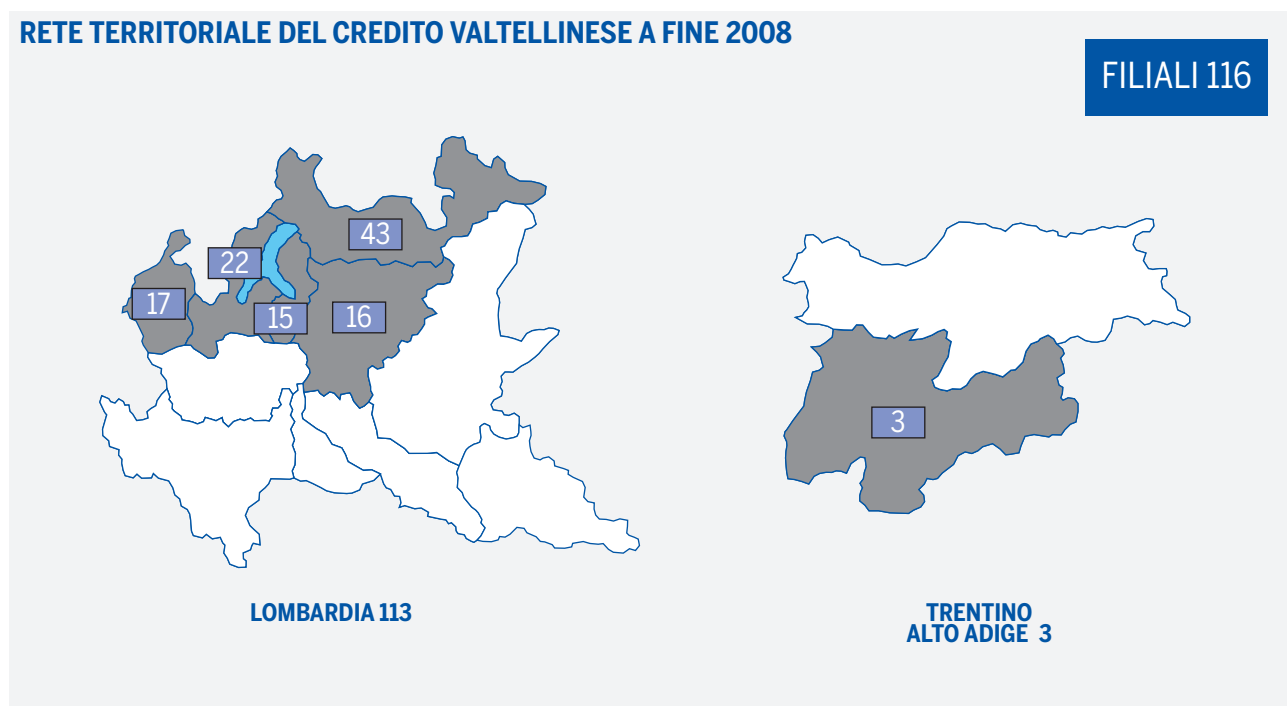 RETE TERRITORIALE DEL CREDITO VALTELLINESE A FINE 2008
FILIALI 116
43
22
17
15
16
3
LOMBARDIA 113
TRENTINO
ALTO ADIGE 3